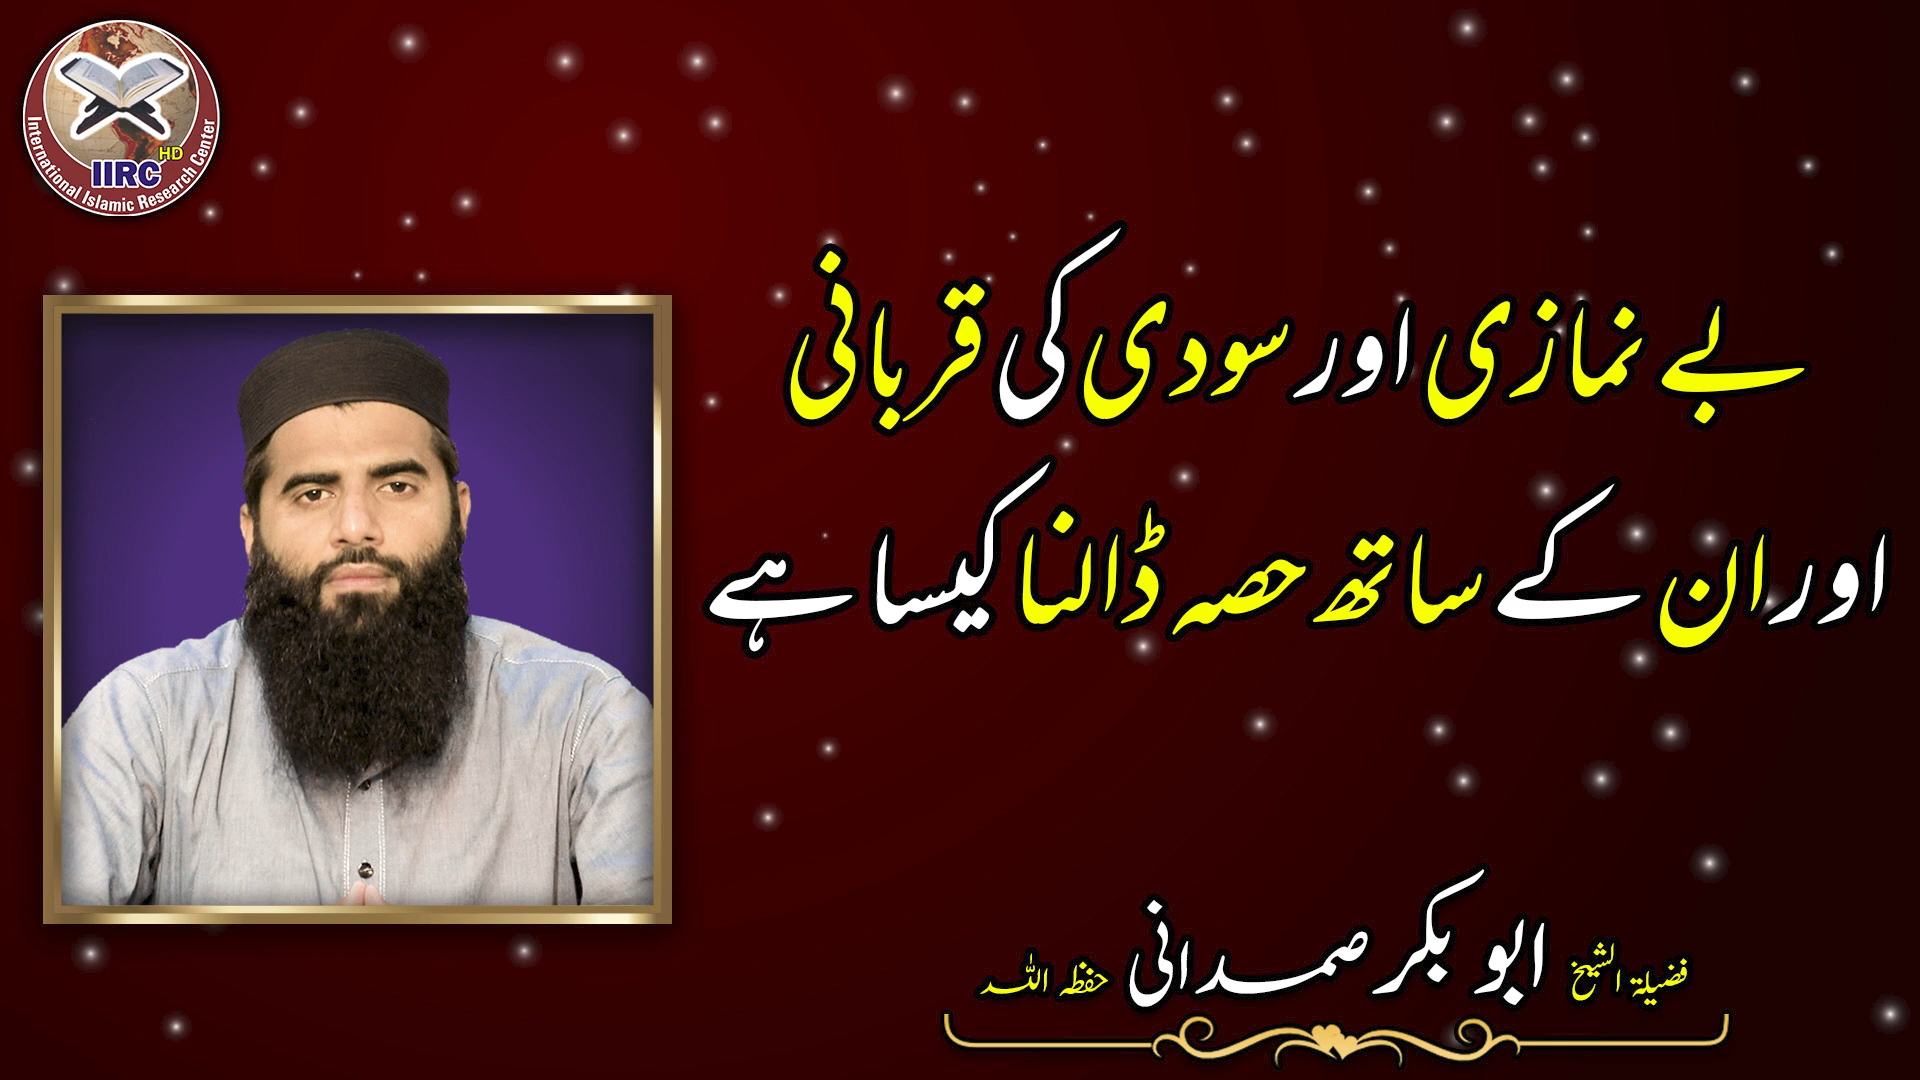 International Islamic Research Center
IIRC HD
بے نمازی اور سودی کی قربانی
اور ان کے ساتھ حصہ ڈالنا کیسا ہے
فضیلۃ الشیخ ابو بکر صمدانی حفظہ اللہ